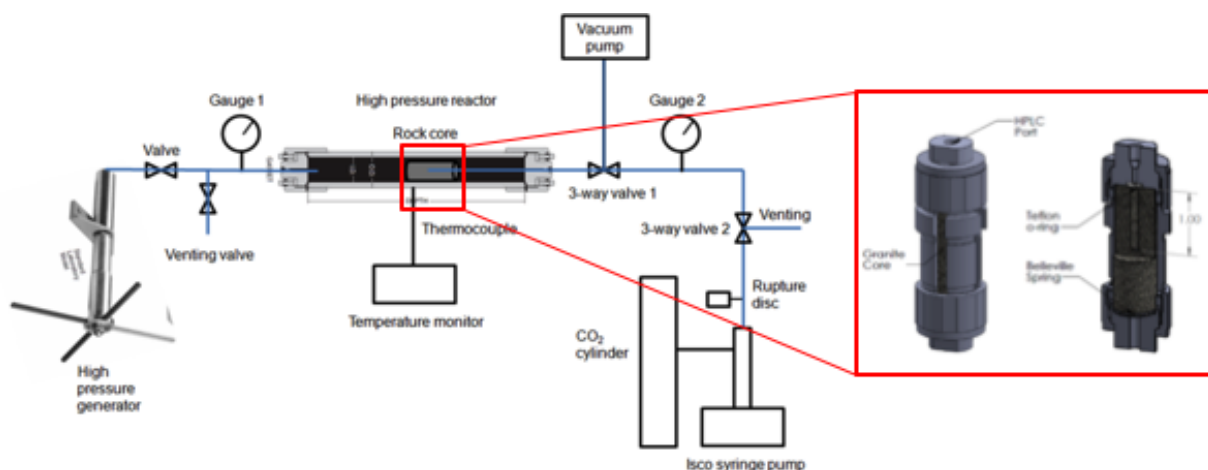 Vacuum
pump
Gauge 1
High pressure reactor
Gauge 2
Rock core
Valve
HPLC
Port
3-way valve 1
Teflon
o-ring
1.00
Venting
3-way valve 2
Venting valve
Thermocouple
Granite
Core
Belleville
Spring
Rupture
disc
Temperature monitor
CO₂
cylinder
High
pressure
generator
Isco syringe pump